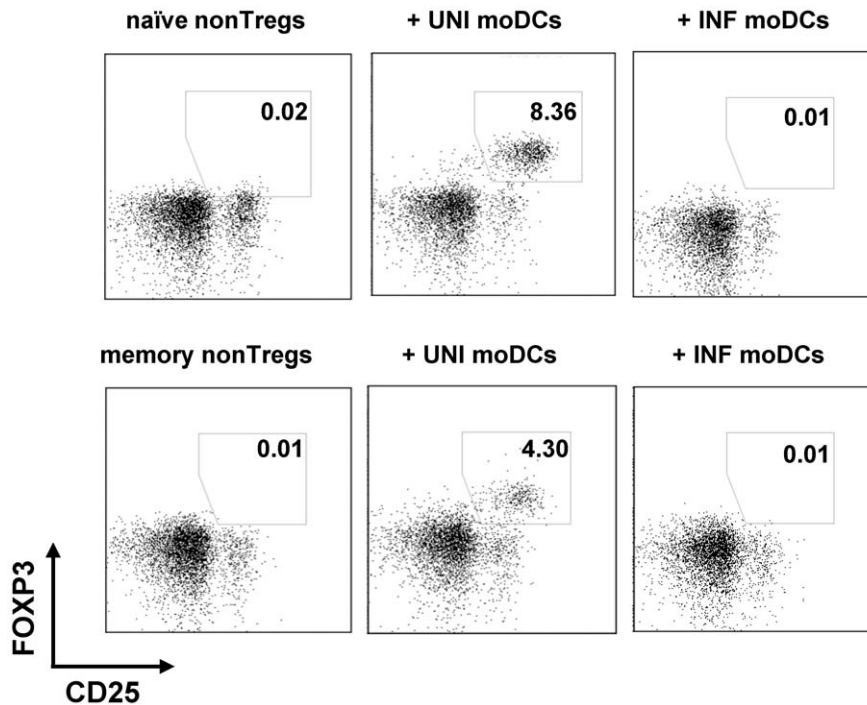 naïve nonTregs
+ UNI moDCs
+ INF moDCs
0.02
8.36
0.01
memory nonTregs
+ UNI moDCs
+ INF moDCs
0.01
4.30
0.01
FOXP3
CD25